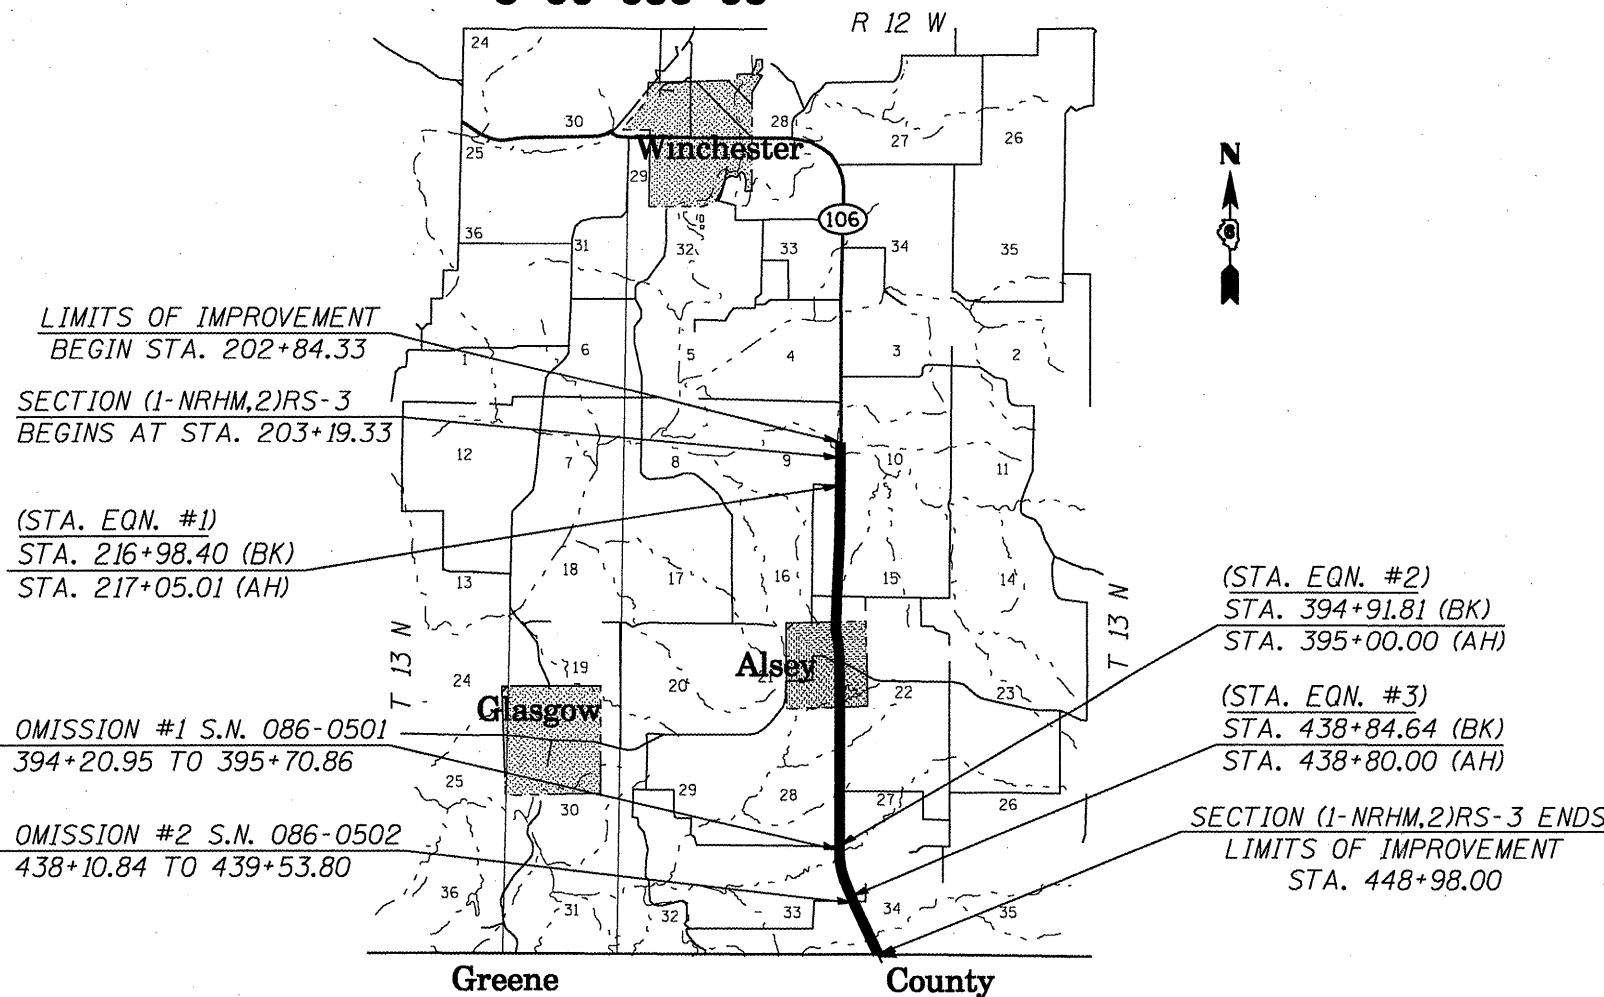 R 12 W
24
30
28
27
26
25
Winchester
29
N
106
36
31
32
33
34
35
6
LIMITS OF IMPROVEMENT
BEGIN STA. 202+84.33
1
6
5
4
3
2
SECTION (1-NRHM,2)RS-3
BEGINS AT STA. 203+19.33
12
7
8
9
10
11
(STA. EQN. #1)
STA. 216+98.40 (BK)
STA. 217+05.01 (AH)
13
18
17
16
15
14
(STA. EQN. #2)
STA. 394+91.81 (BK)
STA. 395+00.00 (AH)
T 13 N
T 13 N
24
19
20
21
Alsey
22
23
Glasgow
(STA. EQN. #3)
STA. 438+84.64 (BK)
STA. 438+80.00 (AH)
OMISSION #1 S.N. 086-0501
394+20.95 TO 395+70.86
25
30
29
28
27
26
OMISSION #2 S.N. 086-0502
438+10.84 TO 439+53.80
SECTION (1-NRHM,2)RS-3 ENDS
LIMITS OF IMPROVEMENT
STA. 448+98.00
36
31
32
33
34
35
Greene
County